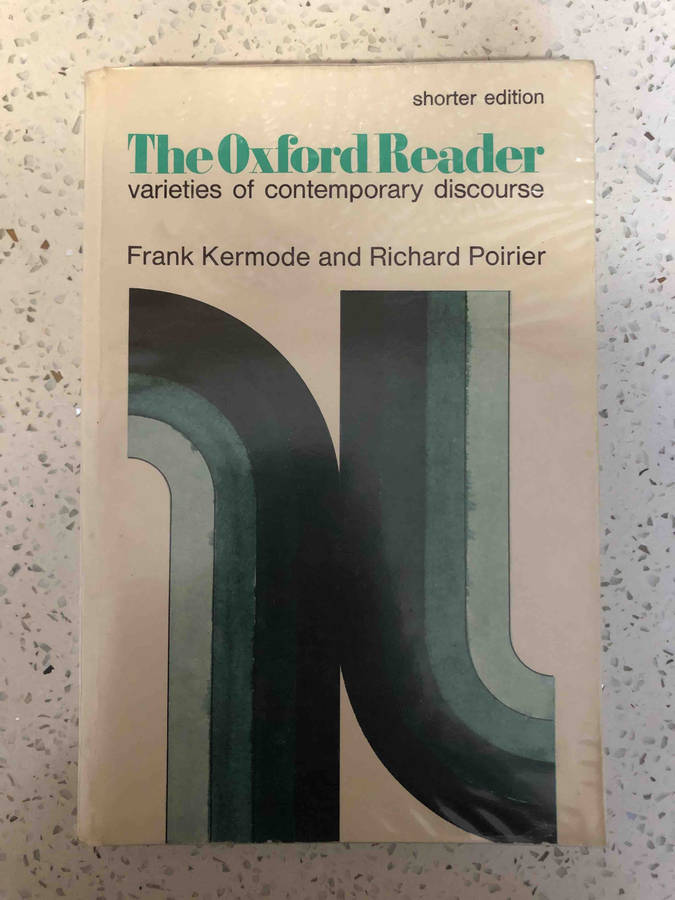 shorter edition
The Oxford Reader
varieties of contemporary discourse
Frank Kermode and Richard Poirier